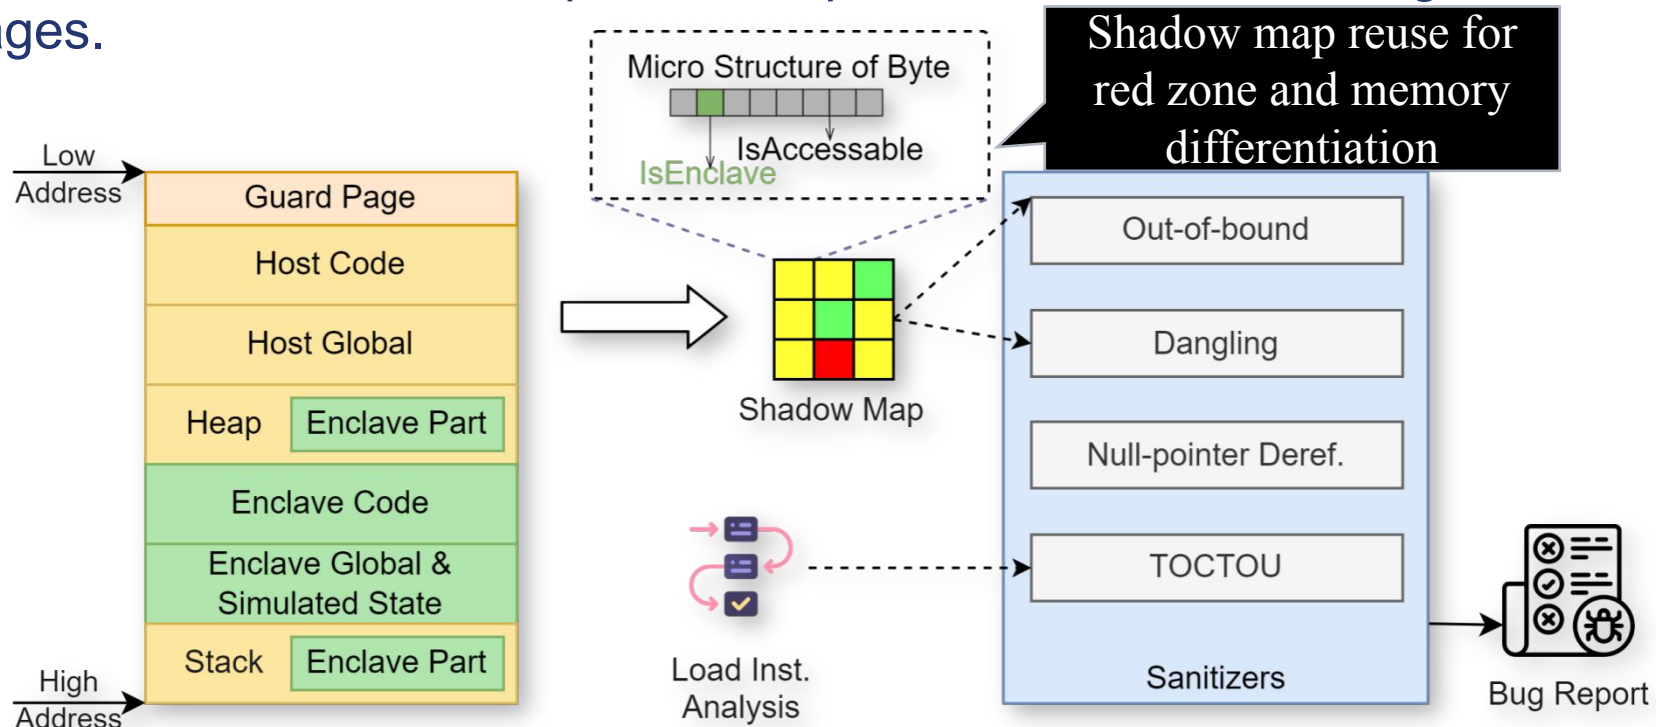 ages.
Shadow map reuse for
red zone and memory
differentiation
Micro Structure of Byte
IsAccessable
IsEnclave
Low
Address
Guard Page
Host Code
Host Global
Heap
Enclave Part
Enclave Code
Enclave Global &
Simulated State
Stack
Enclave Part
High
Address
Shadow Map
Load Inst.
Analysis
Out-of-bound
Dangling
Null-pointer Deref.
TOCTOU
Sanitizers
Bug Report